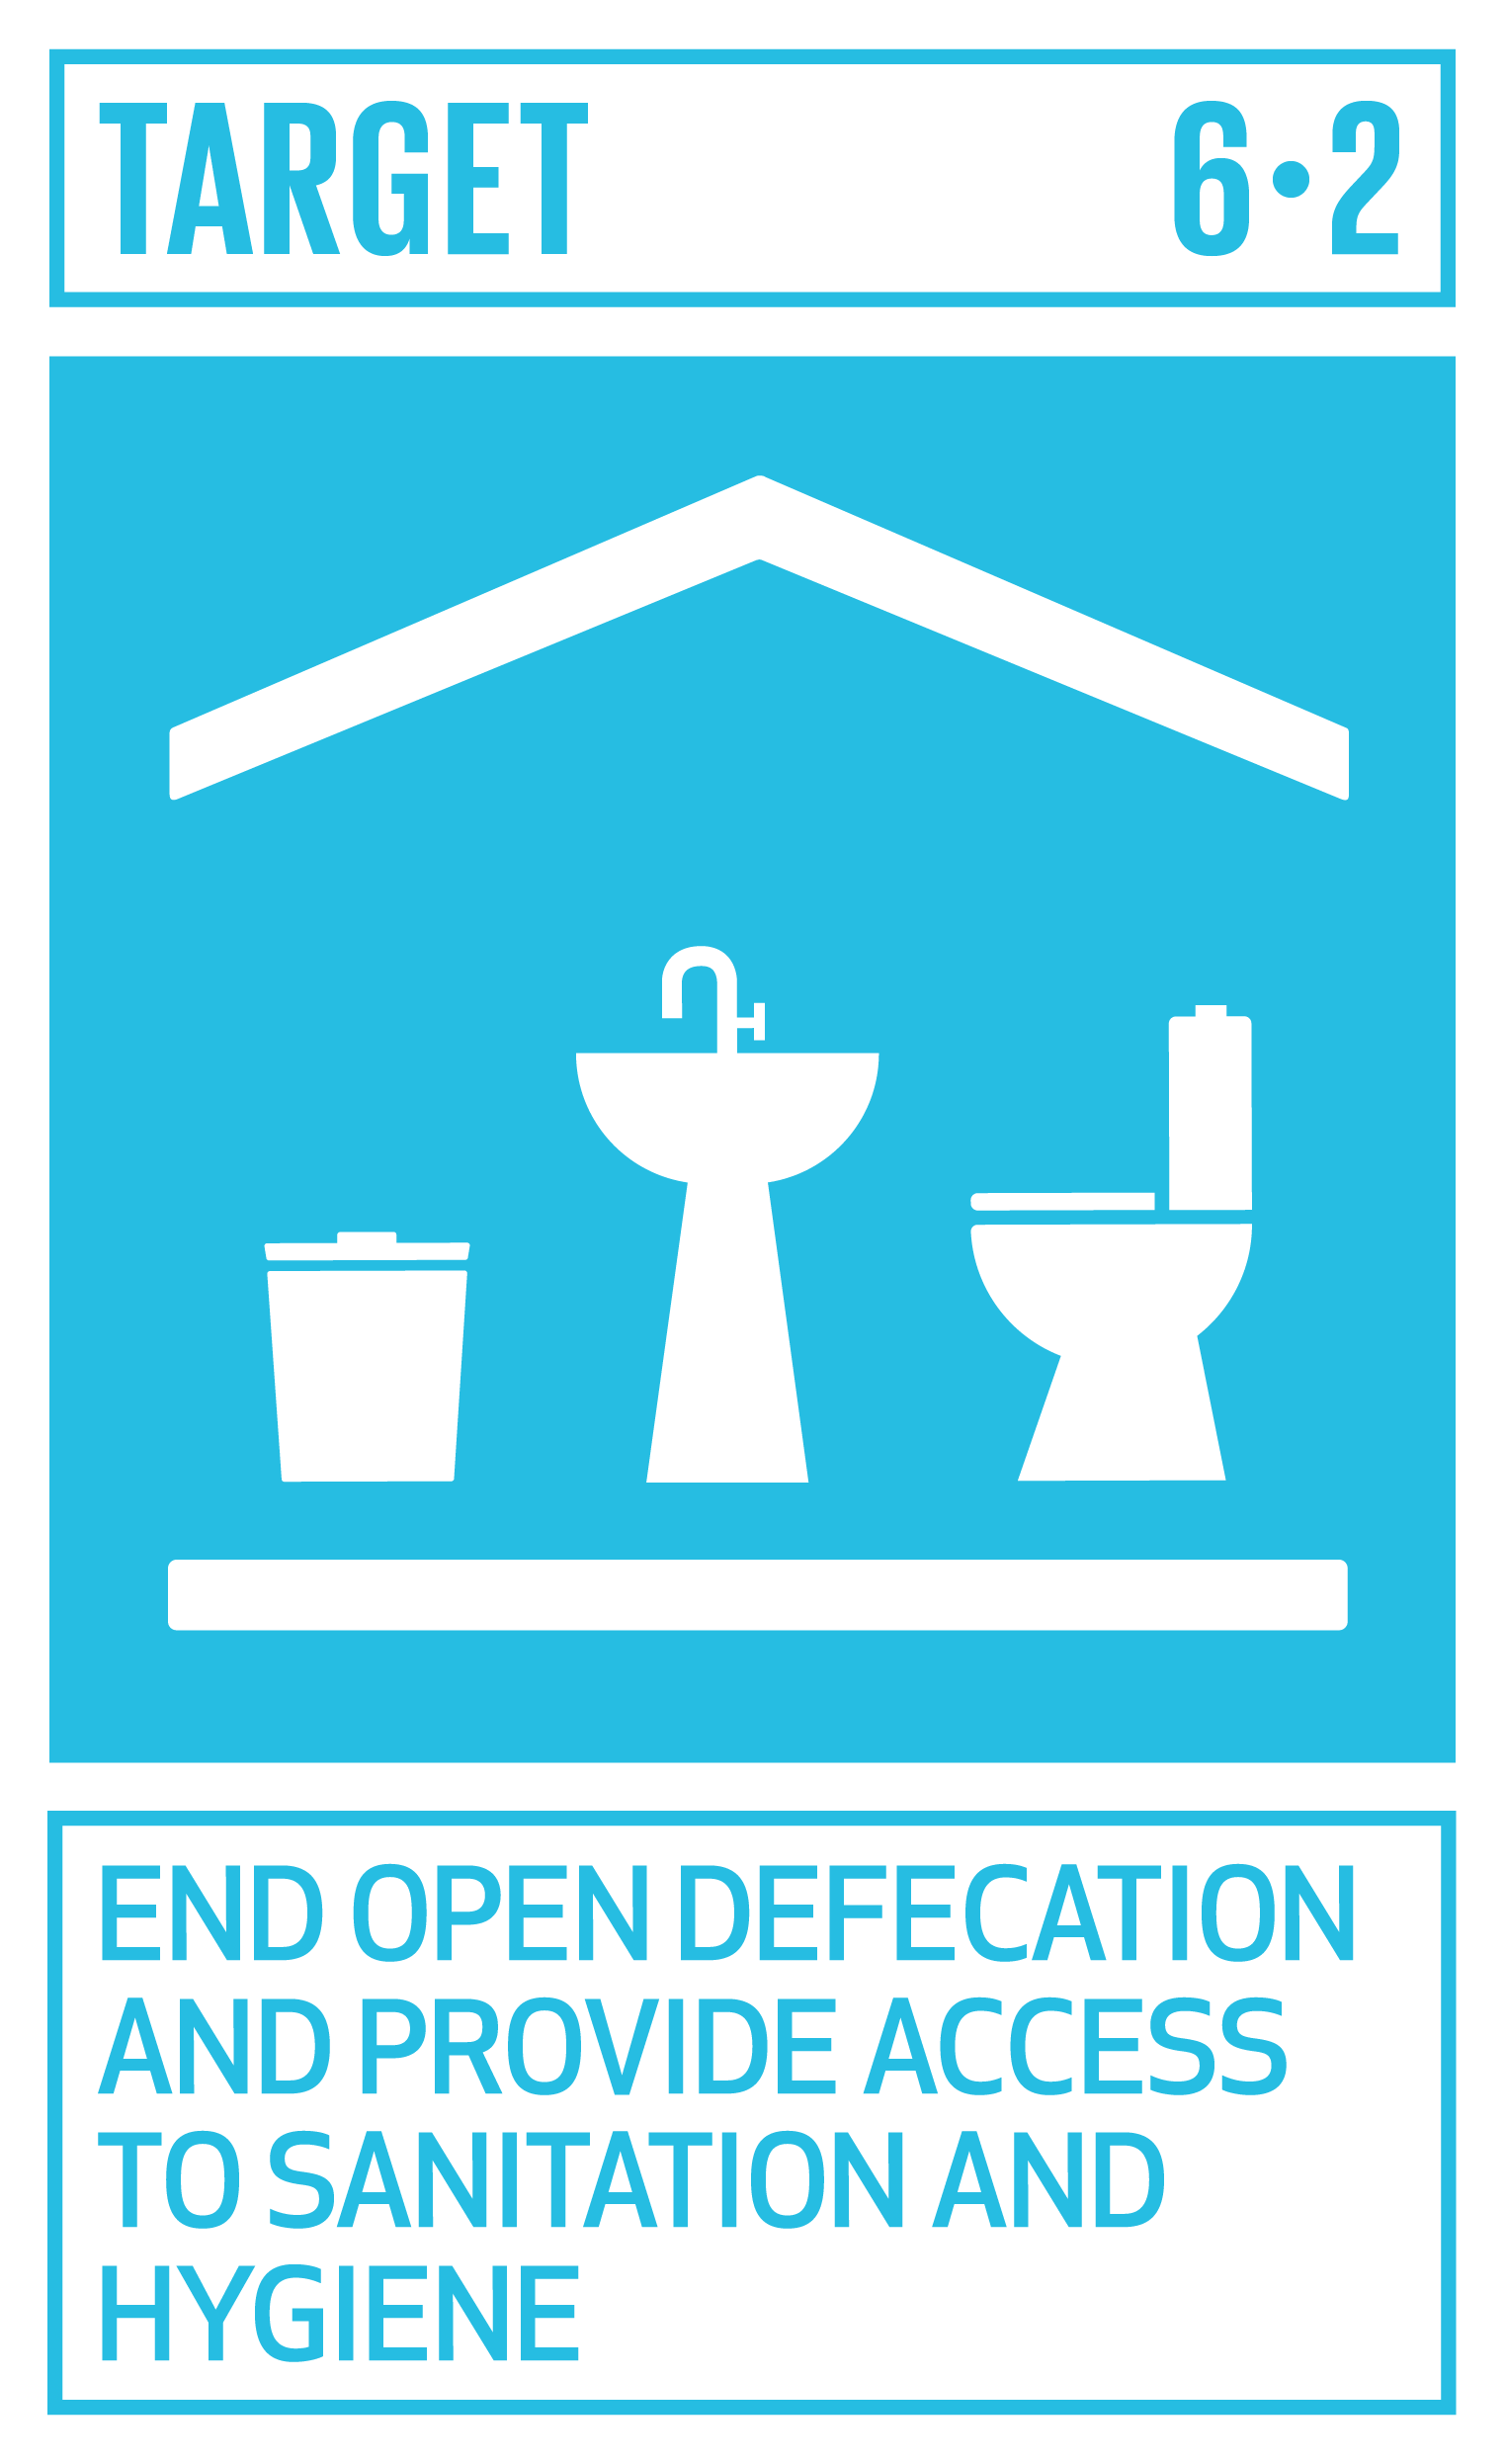 TARGET 6·2
END OPEN DEFECATION
AND PROVIDE ACCESS
TO SANITATION AND
HYGIENE